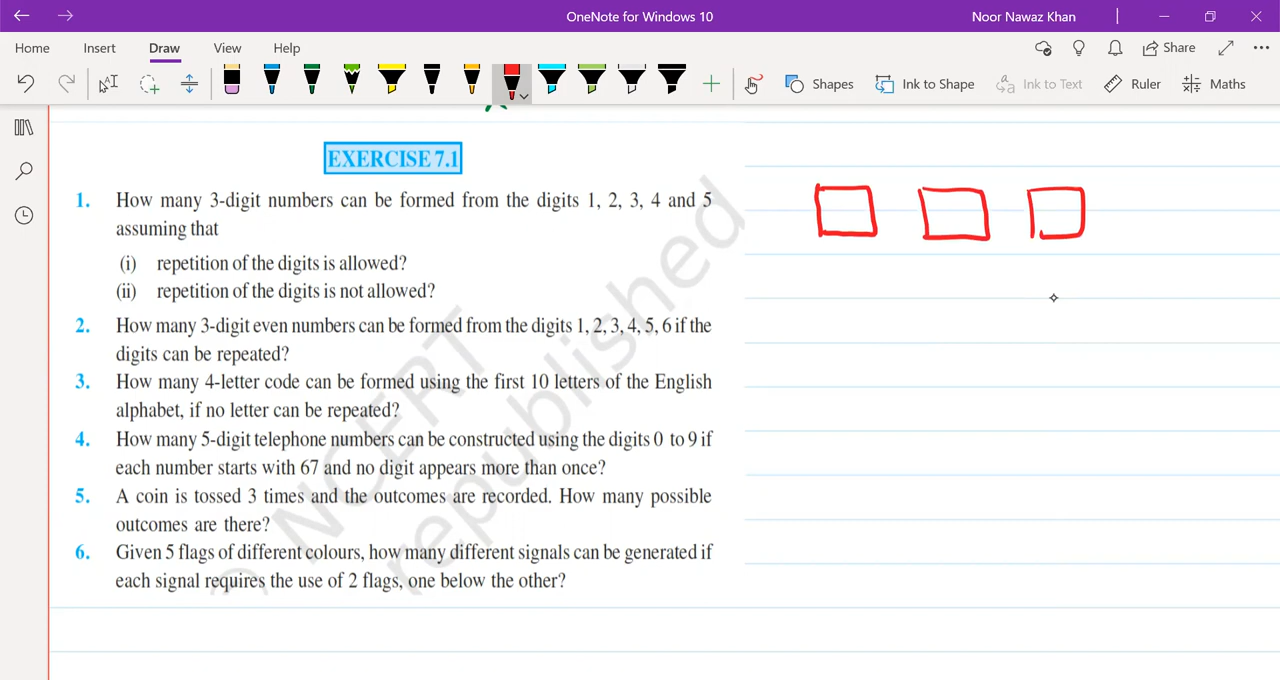 OneNote for Windows 10
Noor Nawaz Khan
Home Insert Draw View Help
Share
Shapes Ink to Shape Ink to Text Ruler Maths
EXERCISE 7.1
1. How many 3-digit numbers can be formed from the digits 1, 2, 3, 4 and 5
assuming that
(i) repetition of the digits is allowed?
(ii) repetition of the digits is not allowed?
2. How many 3-digit even numbers can be formed from the digits 1, 2, 3, 4, 5, 6 if the
digits can be repeated?
3. How many 4-letter code can be formed using the first 10 letters of the English
alphabet, if no letter can be repeated?
4. How many 5-digit telephone numbers can be constructed using the digits 0 to 9 if
each number starts with 67 and no digit appears more than once?
5. A coin is tossed 3 times and the outcomes are recorded. How many possible
outcomes are there?
6. Given 5 flags of different colours, how many different signals can be generated if
each signal requires the use of 2 flags, one below the other?
NCERT
republished